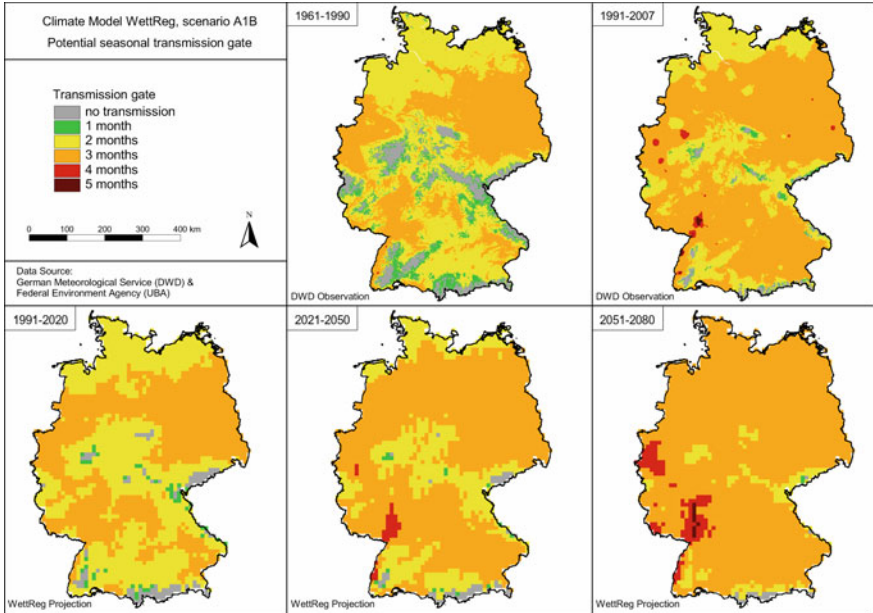 Climate Model WettReg, scenario A1B
Potential seasonal transmission gate
Transmission gate
no transmission
1 month
2 months
3 months
4 months
5 months
0 100 200 300 400 km
N
Data Source:
German Meteorological Service (DWD) &
Federal Environment Agency (UBA)
1961-1990
DWD Observation
1991-2007
DWD Observation
1991-2020
WettReg Projection
2021-2050
WettReg Projection
2051-2080
WettReg Projection